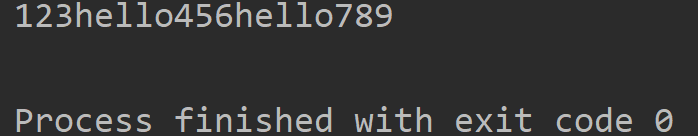 123hello456hello789
Process finished with exit code 0